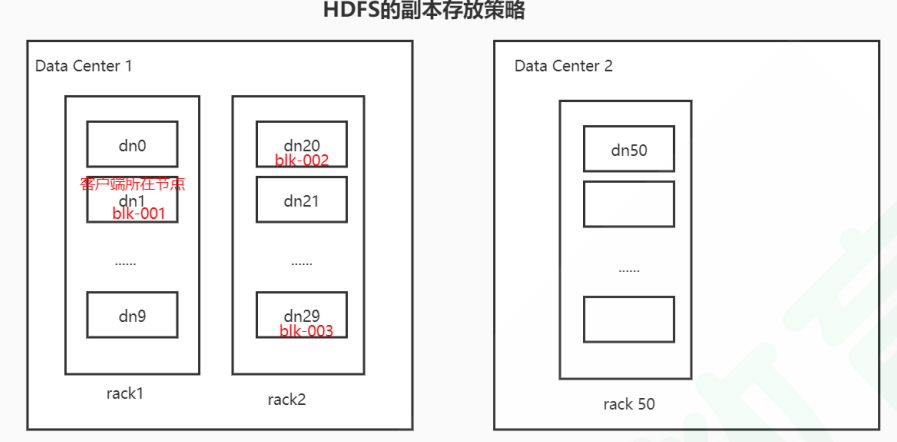 HDFS的副本存放策略
Data Center 1
dn0
客户端所在节点
dn1
blk-001
......
dn9
rack1
dn20
blk-002
dn21
......
dn29
blk-003
rack2
Data Center 2
dn50
......
rack 50